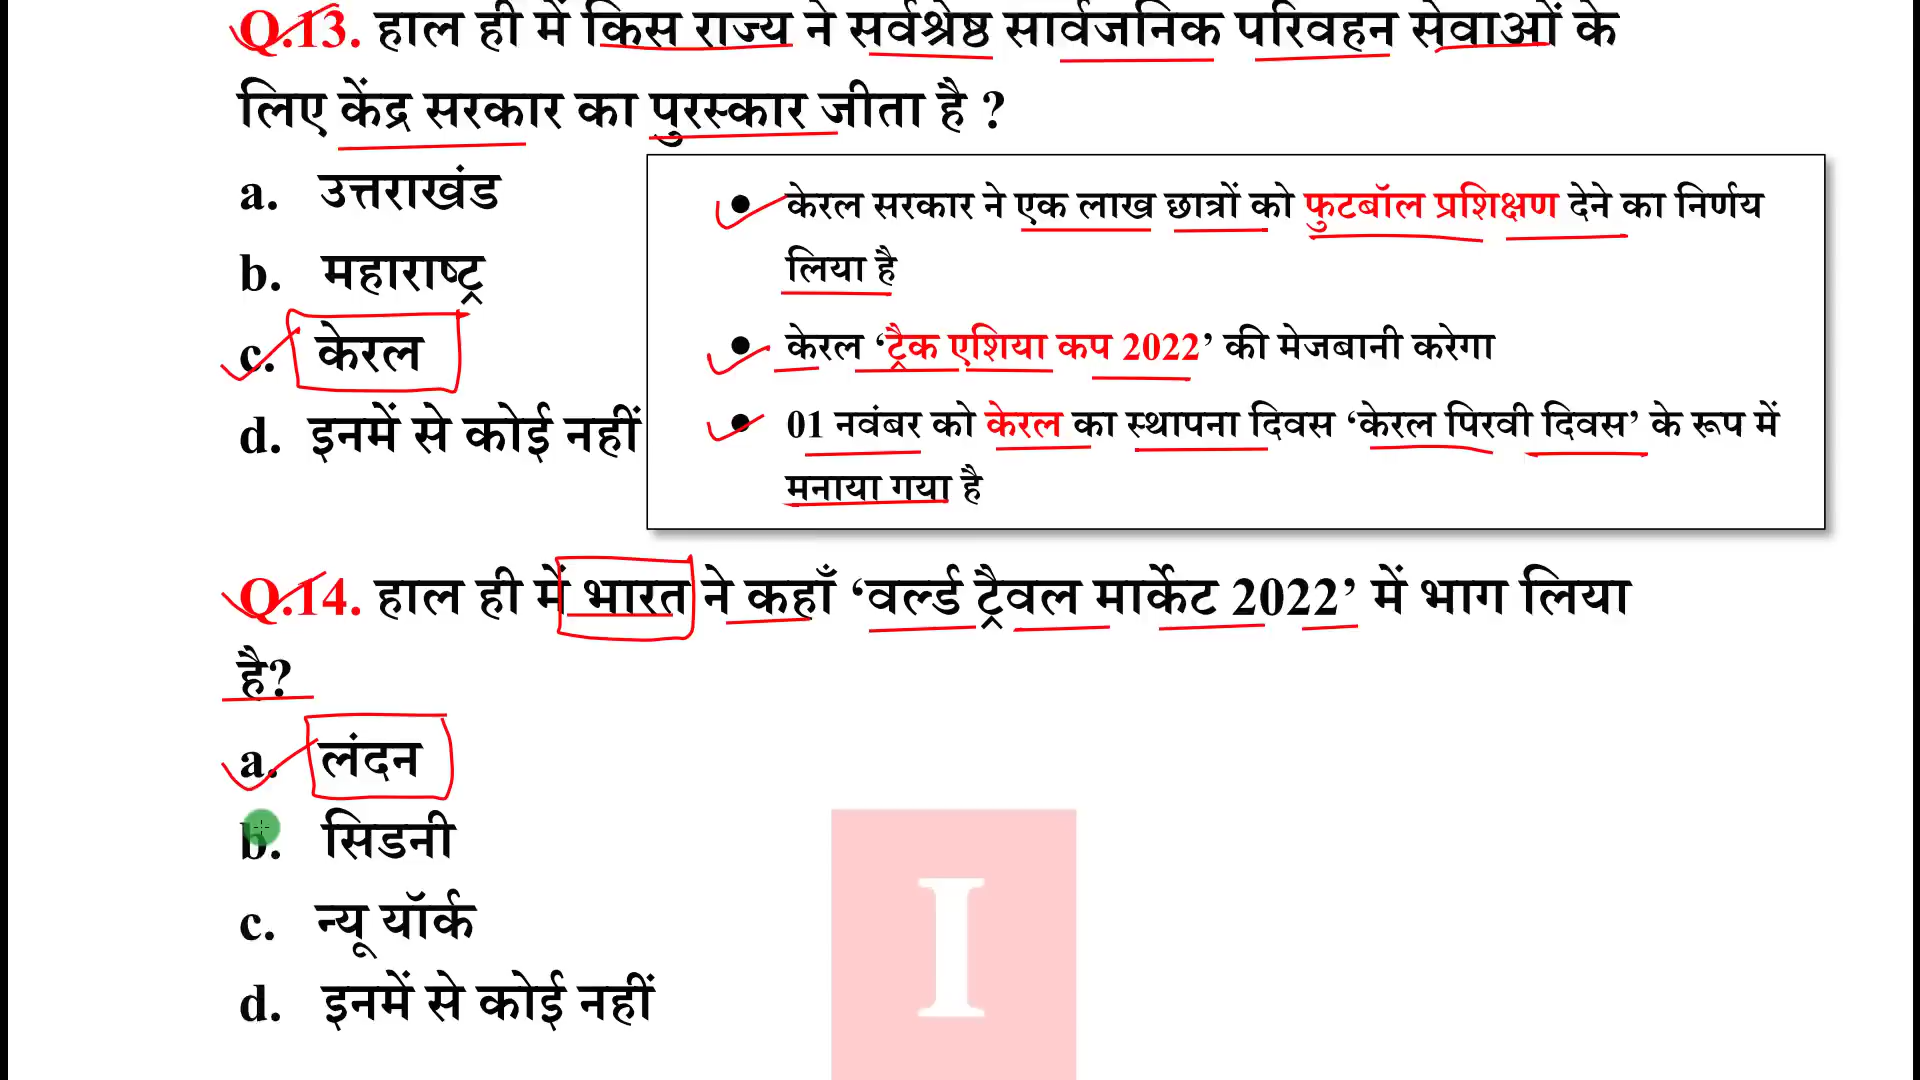 Q.13. हाल ही में किस राज्य ने सर्वश्रेष्ठ सार्वजनिक परिवहन सेवाओं के
लिए केंद्र सरकार का पुरस्कार जीता है ?
a. उत्तराखंड
b. महाराष्ट्र
c. केरल
d. इनमें से कोई नहीं
● केरल सरकार ने एक लाख छात्रों को फुटबॉल प्रशिक्षण देने का निर्णय
लिया है
● केरल ‘ट्रैक एशिया कप 2022’ की मेजबानी करेगा
● 01 नवंबर को केरल का स्थापना दिवस ‘केरल पिरवी दिवस’ के रूप में
मनाया गया है
Q.14. हाल ही में भारत ने कहाँ ‘वर्ल्ड ट्रैवल मार्केट 2022’ में भाग लिया
है?
a. लंदन
b. सिडनी
c. न्यू यॉर्क
d. इनमें से कोई नहीं
I